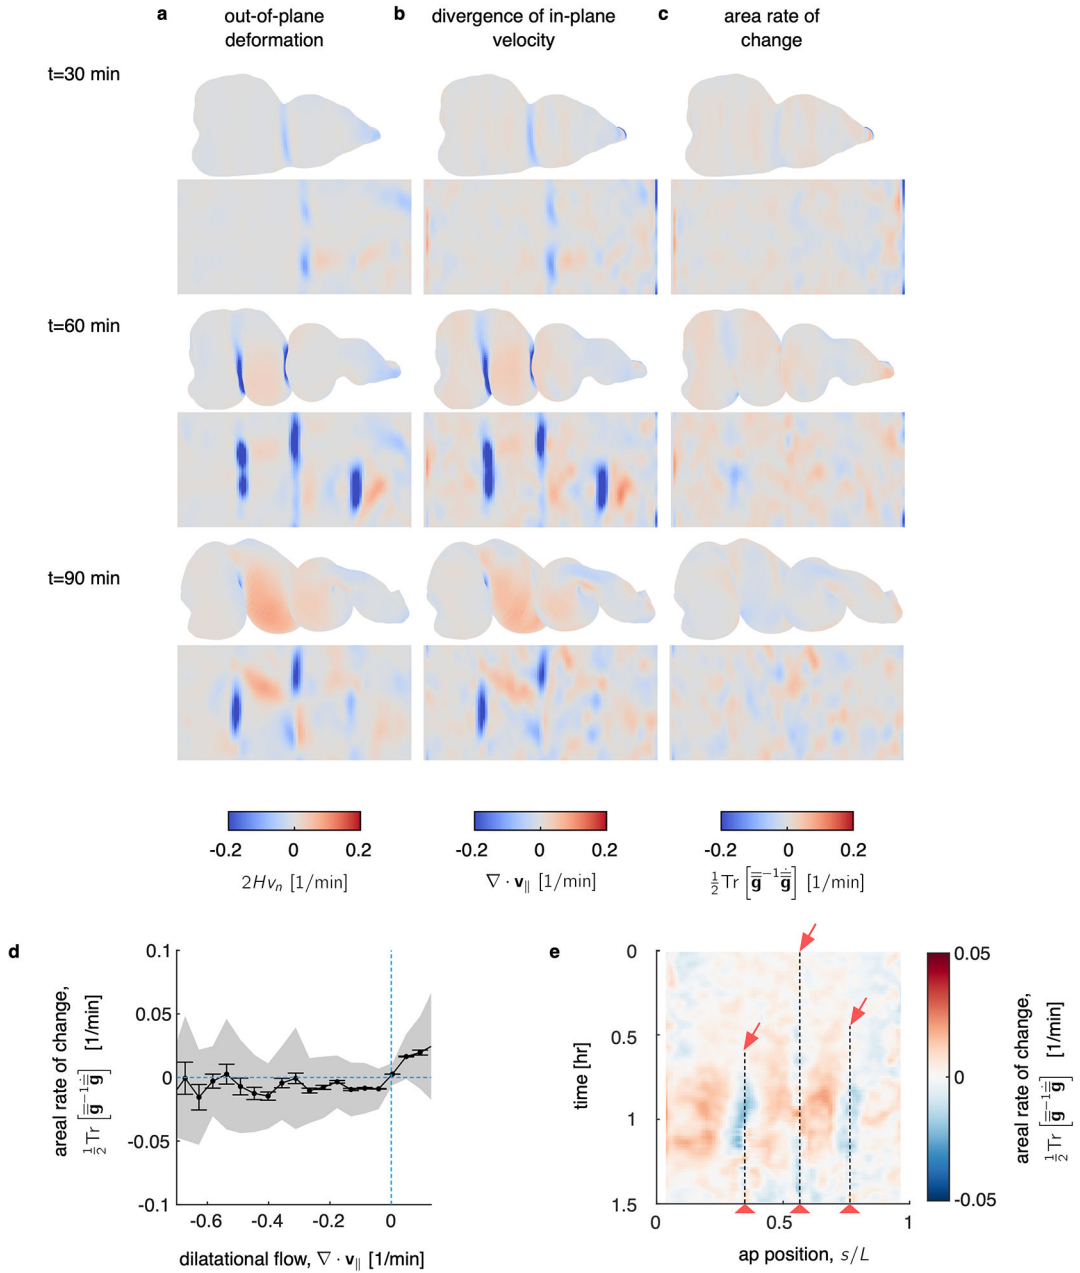 a out-of-plane deformation
b divergence of in-plane velocity
c area rate of change
t=30 min
t=60 min
t=90 min
-0.2 0 0.2
2Hvₙ [1/min]
-0.2 0 0.2
∇ · v∥ [1/min]
-0.2 0 0.2
½Tr [g̿⁻¹ġ̿] [1/min]
d
areal rate of change,
½Tr [g̿⁻¹ġ̿] [1/min]
0.1
0.05
0
-0.05
-0.1
-0.6 -0.4 -0.2 0
dilatational flow, ∇ · v∥ [1/min]
e
time [hr]
0
0.5
1
1.5
0 0.5 1
ap position, s/L
0.05
0
-0.05
areal rate of change,
½Tr [g̿⁻¹ġ̿] [1/min]